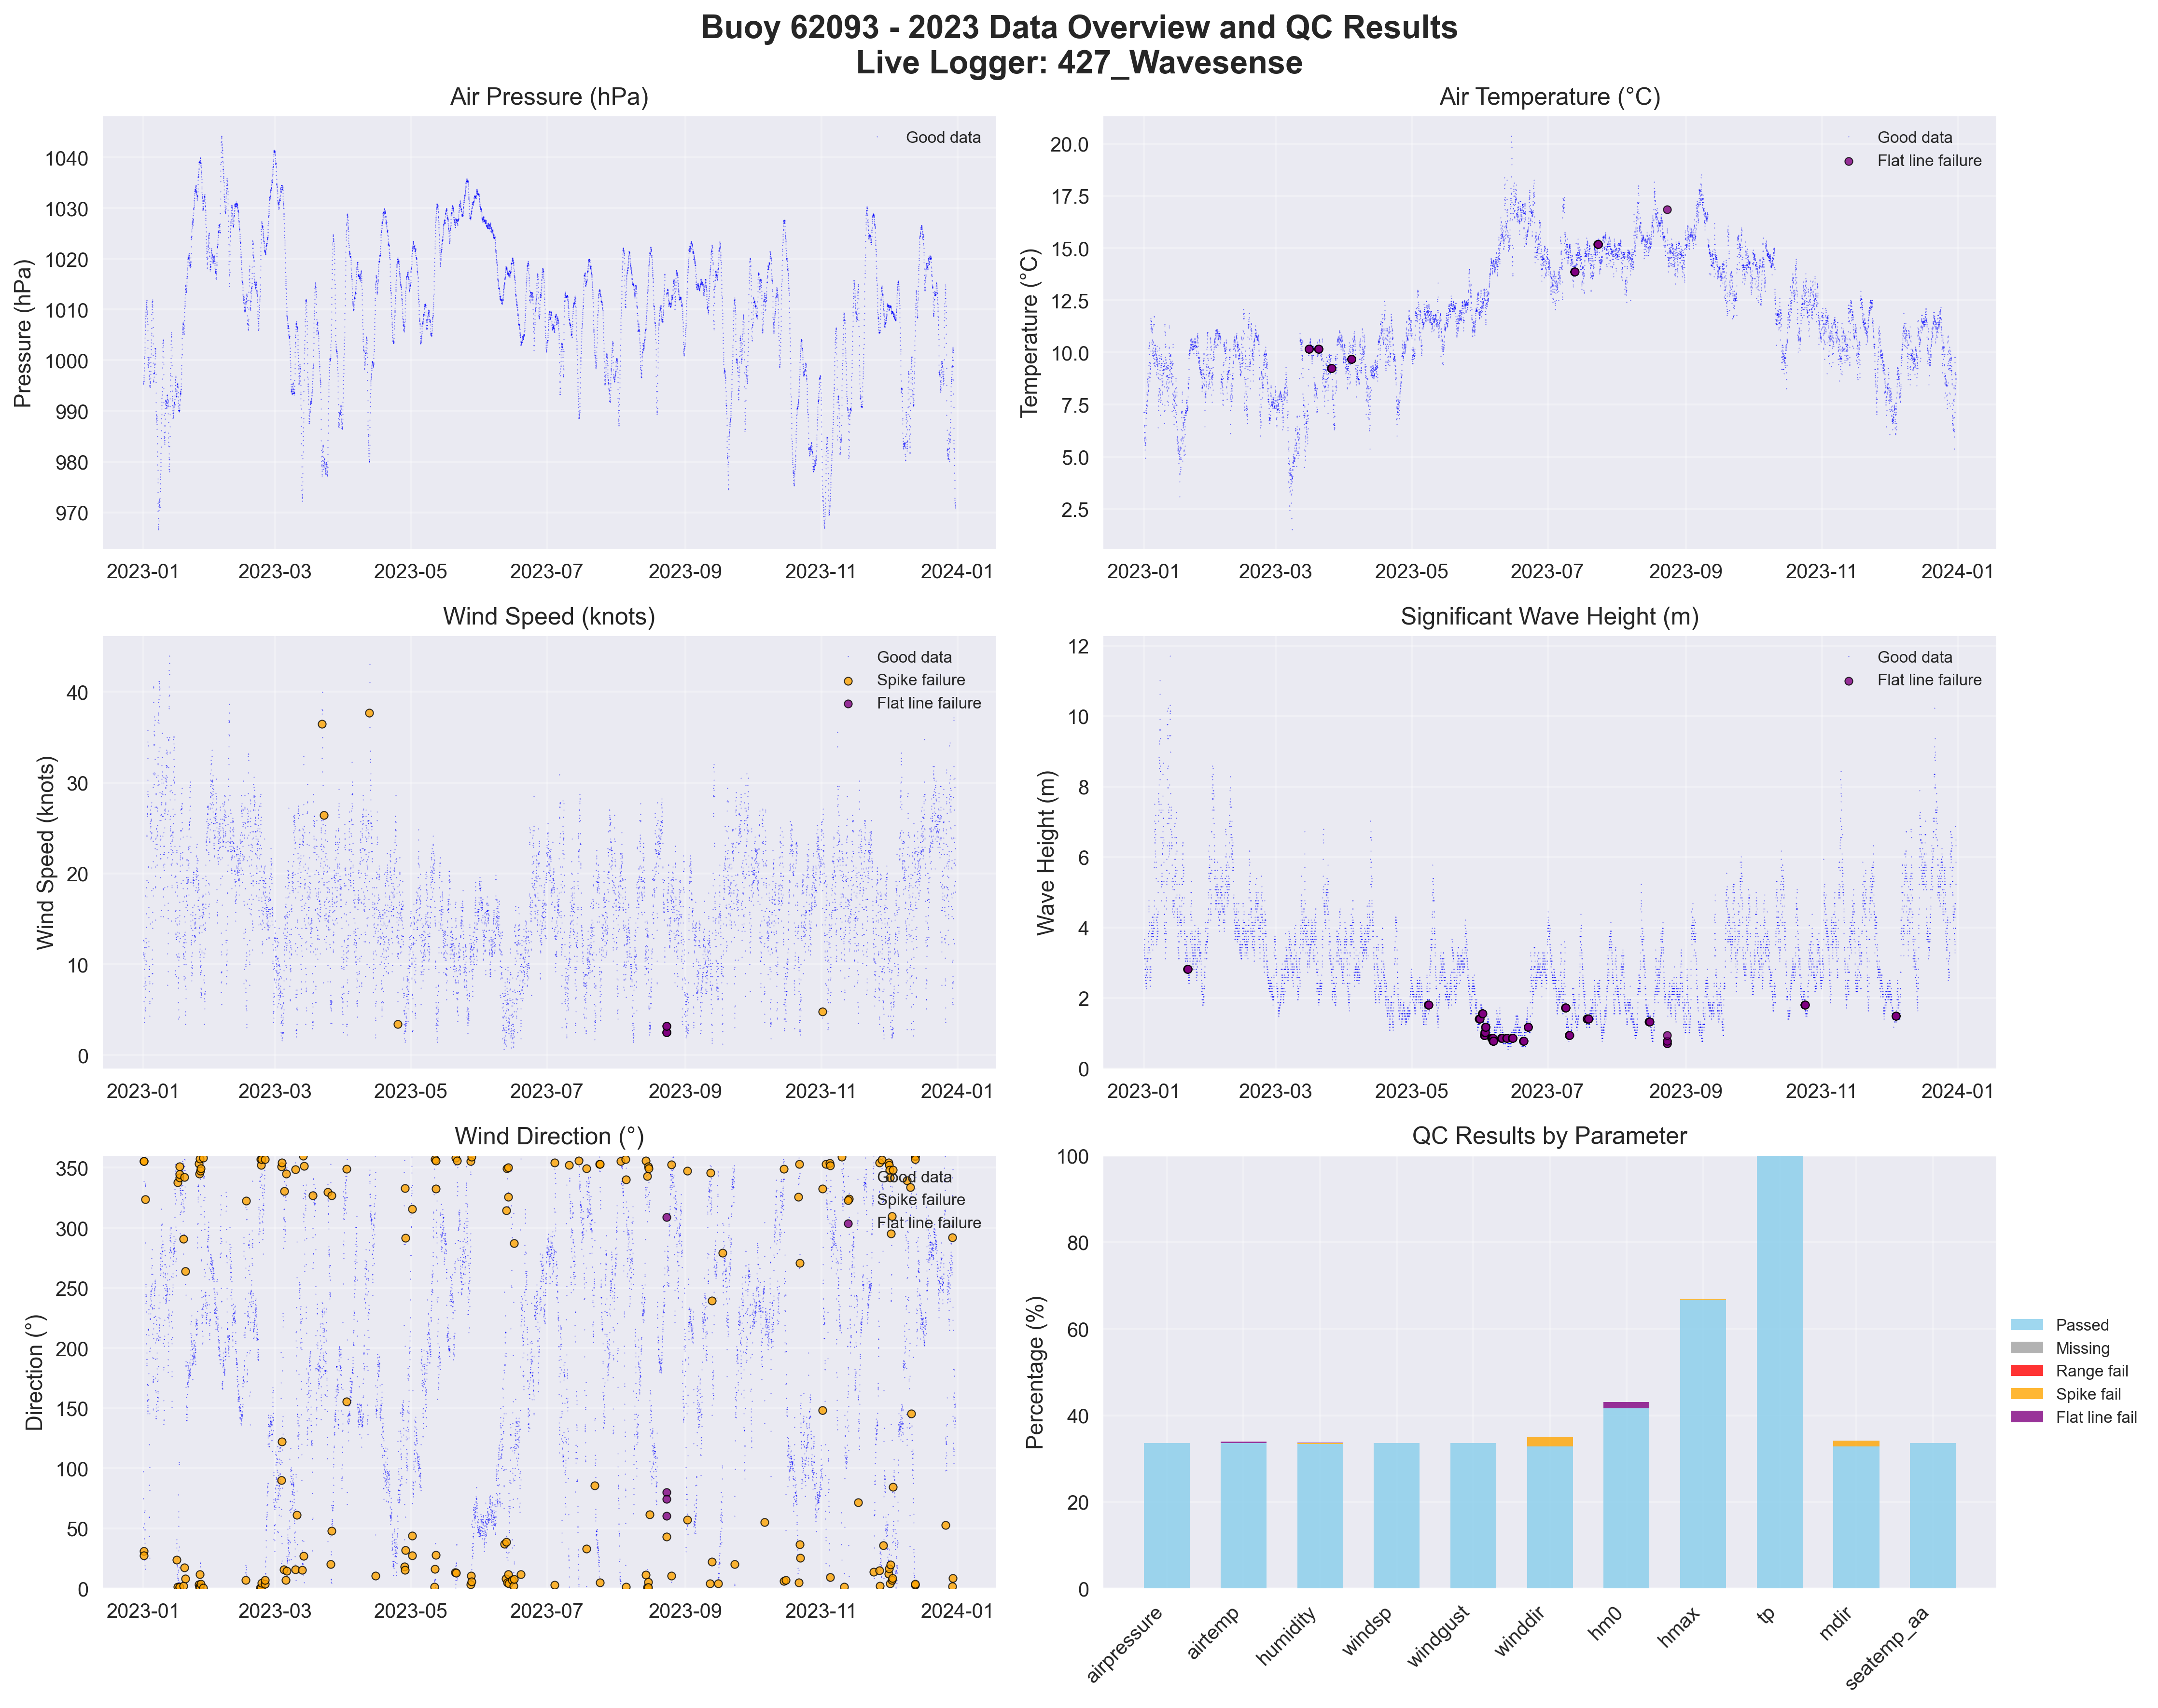 Buoy 62093 - 2023 Data Overview and QC Results
Live Logger: 427_Wavesense
Air Pressure (hPa)
Pressure (hPa)
1040
1030
1020
1010
1000
990
980
970
2023-01 2023-03 2023-05 2023-07 2023-09 2023-11 2024-01
Good data
Air Temperature (°C)
Temperature (°C)
20.0
17.5
15.0
12.5
10.0
7.5
5.0
2.5
2023-01 2023-03 2023-05 2023-07 2023-09 2023-11 2024-01
Good data
Flat line failure
Wind Speed (knots)
Wind Speed (knots)
40
30
20
10
0
2023-01 2023-03 2023-05 2023-07 2023-09 2023-11 2024-01
Good data
Spike failure
Flat line failure
Significant Wave Height (m)
Wave Height (m)
12
10
8
6
4
2
0
2023-01 2023-03 2023-05 2023-07 2023-09 2023-11 2024-01
Good data
Flat line failure
Wind Direction (°)
Direction (°)
350
300
250
200
150
100
50
0
2023-01 2023-03 2023-05 2023-07 2023-09 2023-11 2024-01
Good data
Spike failure
Flat line failure
QC Results by Parameter
Percentage (%)
100
80
60
40
20
0
airpressure airtemp humidity windsp windgust winddir hm0 hmax tp mdir seatemp_aa
Passed
Missing
Range fail
Spike fail
Flat line fail